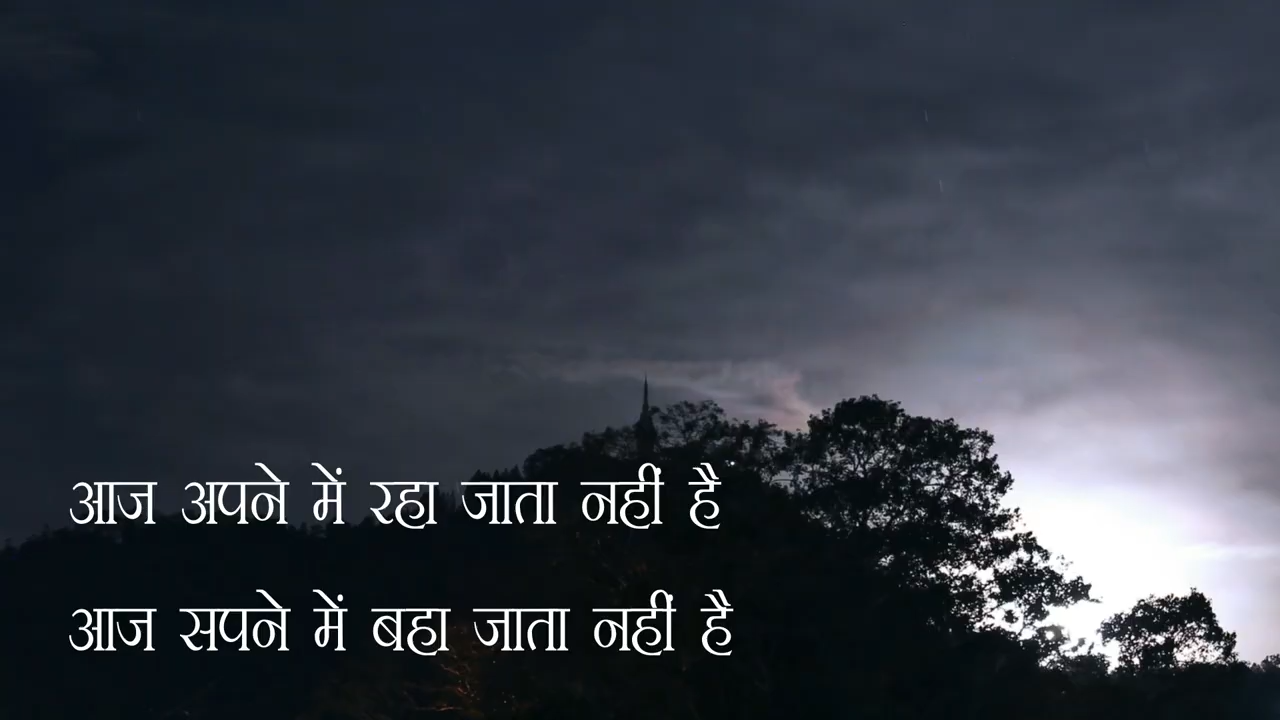 आज अपने में रहा जाता नहीं है
आज सपने में बहा जाता नहीं है